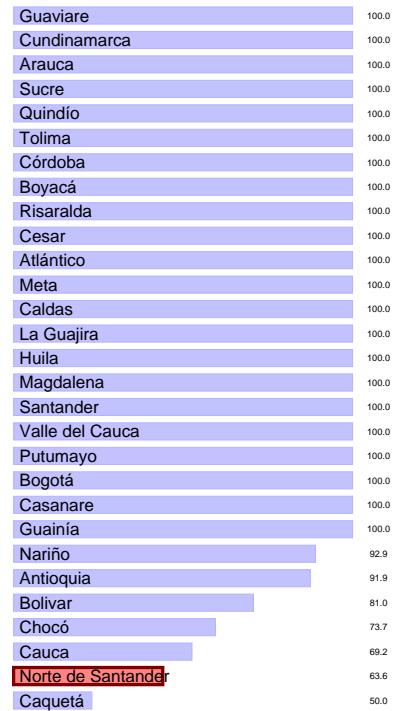 Guaviare 100.0
Cundinamarca 100.0
Arauca 100.0
Sucre 100.0
Quindío 100.0
Tolima 100.0
Córdoba 100.0
Boyacá 100.0
Risaralda 100.0
Cesar 100.0
Atlántico 100.0
Meta 100.0
Caldas 100.0
La Guajira 100.0
Huila 100.0
Magdalena 100.0
Santander 100.0
Valle del Cauca 100.0
Putumayo 100.0
Bogotá 100.0
Casanare 100.0
Guainía 100.0
Nariño 92.9
Antioquia 91.9
Bolivar 81.0
Chocó 73.7
Cauca 69.2
Norte de Santander 63.6
Caquetá 50.0